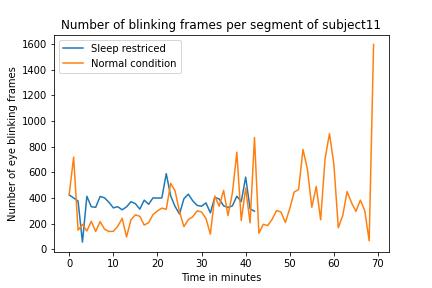 Number of blinking frames per segment of subject11
Sleep restriced
Normal condition
Number of eye blinking frames
1600
1400
1200
1000
800
600
400
200
0
0 10 20 30 40 50 60 70
Time in minutes